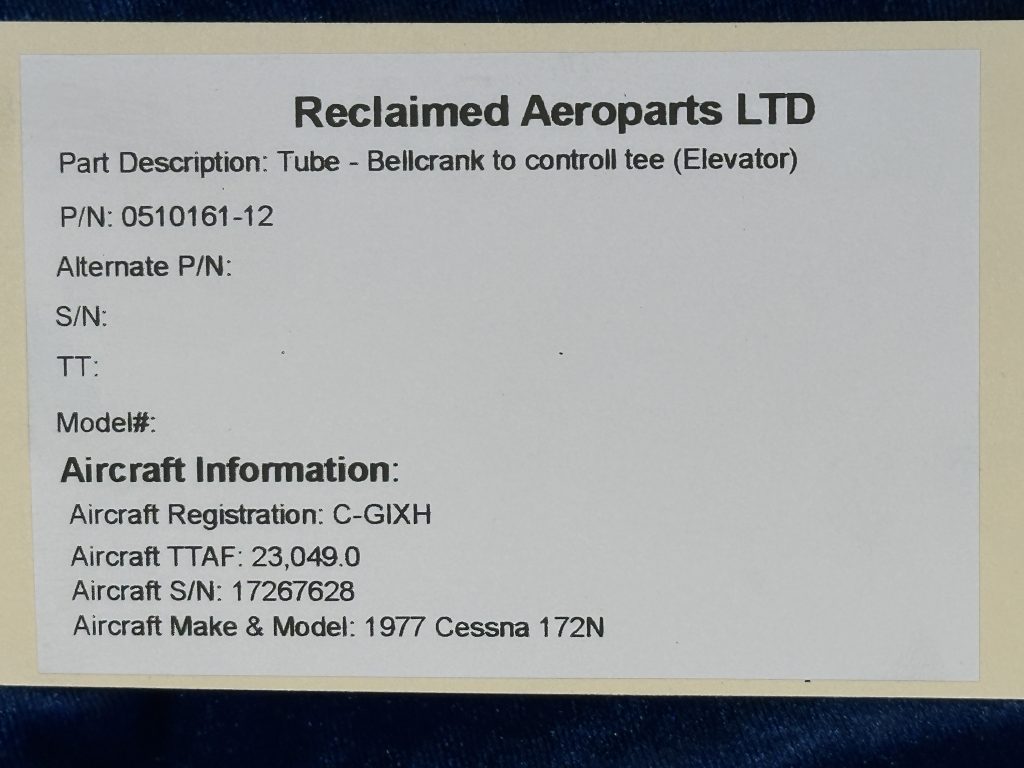 Reclaimed Aeroparts LTD
Part Description: Tube - Bellcrank to controll tee (Elevator)
P/N: 0510161-12
Alternate P/N:
S/N:
TT:
Model#:
Aircraft Information:
Aircraft Registration: C-GIXH
Aircraft TTAF: 23,049.0
Aircraft S/N: 17267628
Aircraft Make & Model: 1977 Cessna 172N